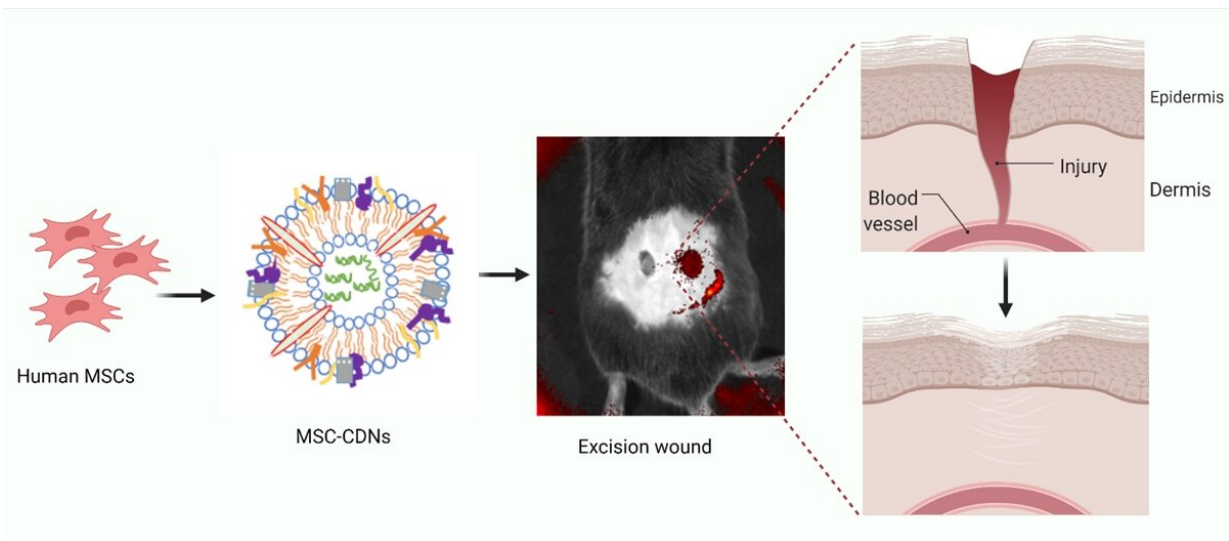 Human MSCs
MSC-CDNs
Excision wound
Epidermis
Injury
Dermis
Blood
vessel